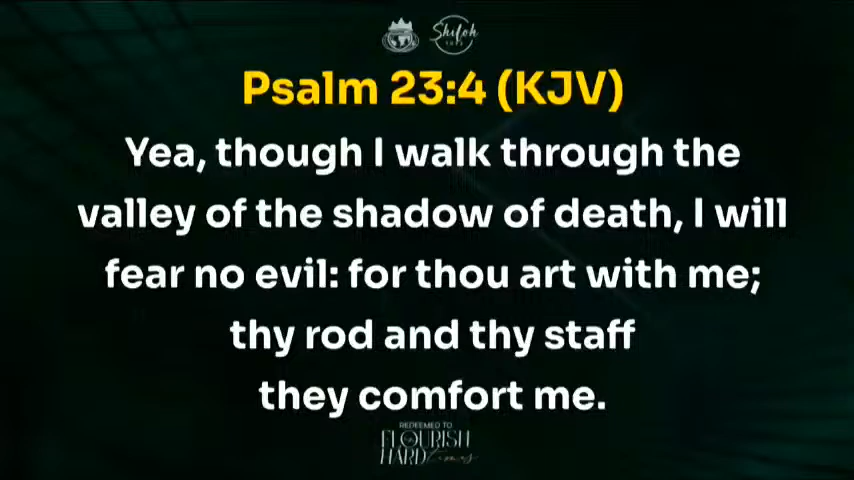 Shiloh
Psalm 23:4 (KJV)
Yea, though I walk through the
valley of the shadow of death, I will
fear no evil: for thou art with me;
thy rod and thy staff
they comfort me.
REDEEMED TO
FLOURISH
HARD times